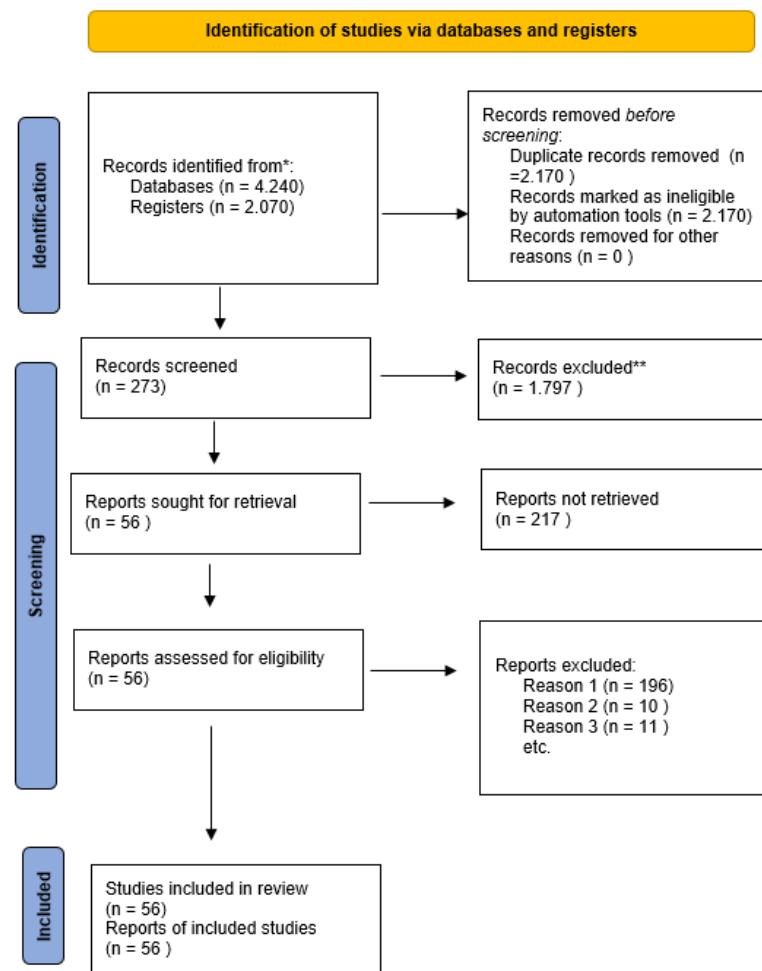 Identification of studies via databases and registers
Identification
Records identified from*:
Databases (n = 4.240)
Registers (n = 2.070)
Records removed before
screening:
Duplicate records removed (n
=2.170 )
Records marked as ineligible
by automation tools (n = 2.170)
Records removed for other
reasons (n = 0 )
Screening
Records screened
(n = 273)
Records excluded**
(n = 1.797 )
Reports sought for retrieval
(n = 56 )
Reports not retrieved
(n = 217 )
Reports assessed for eligibility
(n = 56)
Reports excluded:
Reason 1 (n = 196)
Reason 2 (n = 10 )
Reason 3 (n = 11 )
etc.
Included
Studies included in review
(n = 56)
Reports of included studies
(n = 56 )